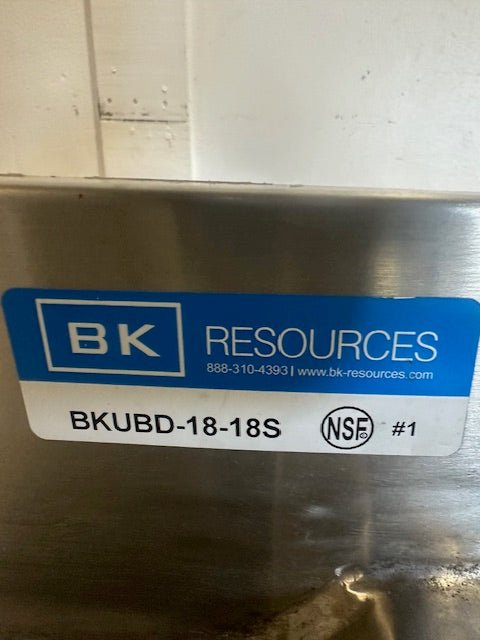 BK
RESOURCES
888-310-4393 | www.bk-resources.com
BKUBD-18-18S NSF® #1